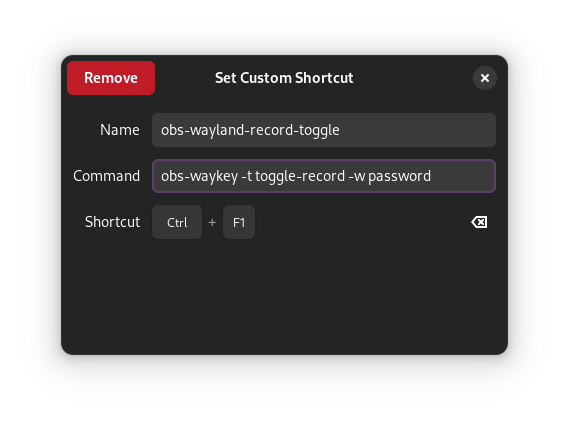 Remove Set Custom Shortcut
Name obs-wayland-record-toggle
Command obs-waykey -t toggle-record -w password
Shortcut Ctrl + F1